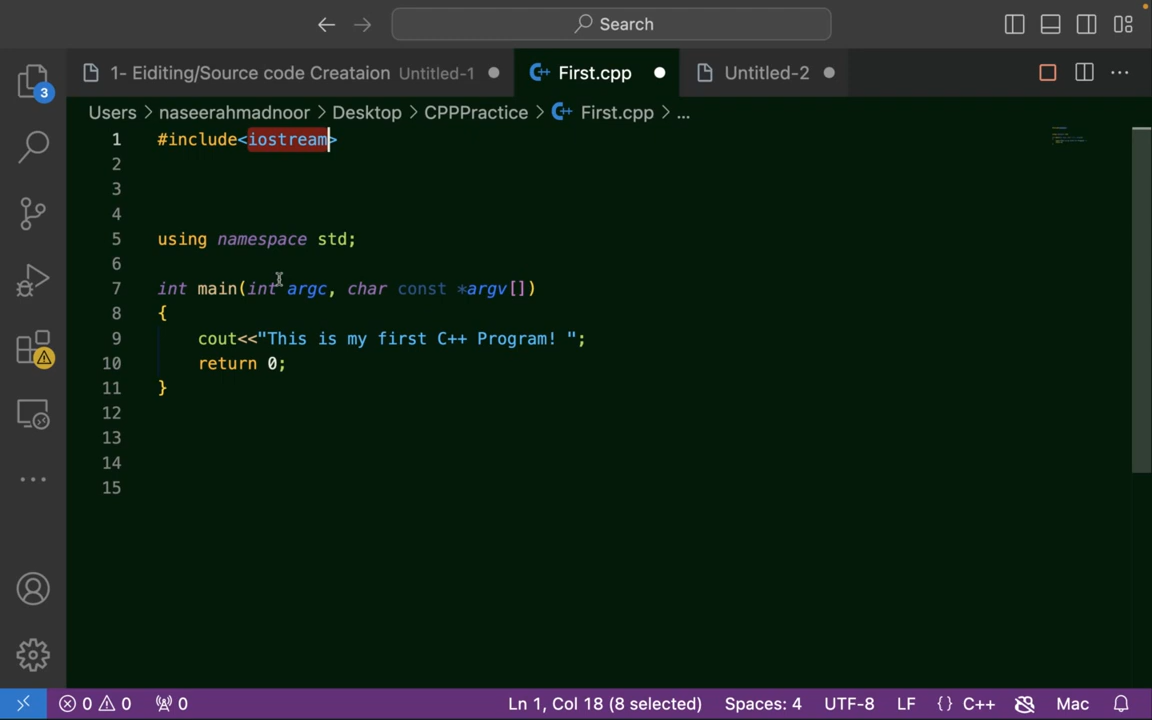 Search
1- Eiditing/Source code Creataion Untitled-1
First.cpp
Untitled-2
Users > naseerahmadnoor > Desktop > CPPPractice > First.cpp > ...
3
1 #include<iostream>
2
3
4
5 using namespace std;
6
7 int main(int argc, char const *argv[])
8 {
9 cout<<"This is my first C++ Program! ";
10 return 0;
11 }
12
13
14
15
0 0 0 Ln 1, Col 18 (8 selected) Spaces: 4 UTF-8 LF {} C++ Mac